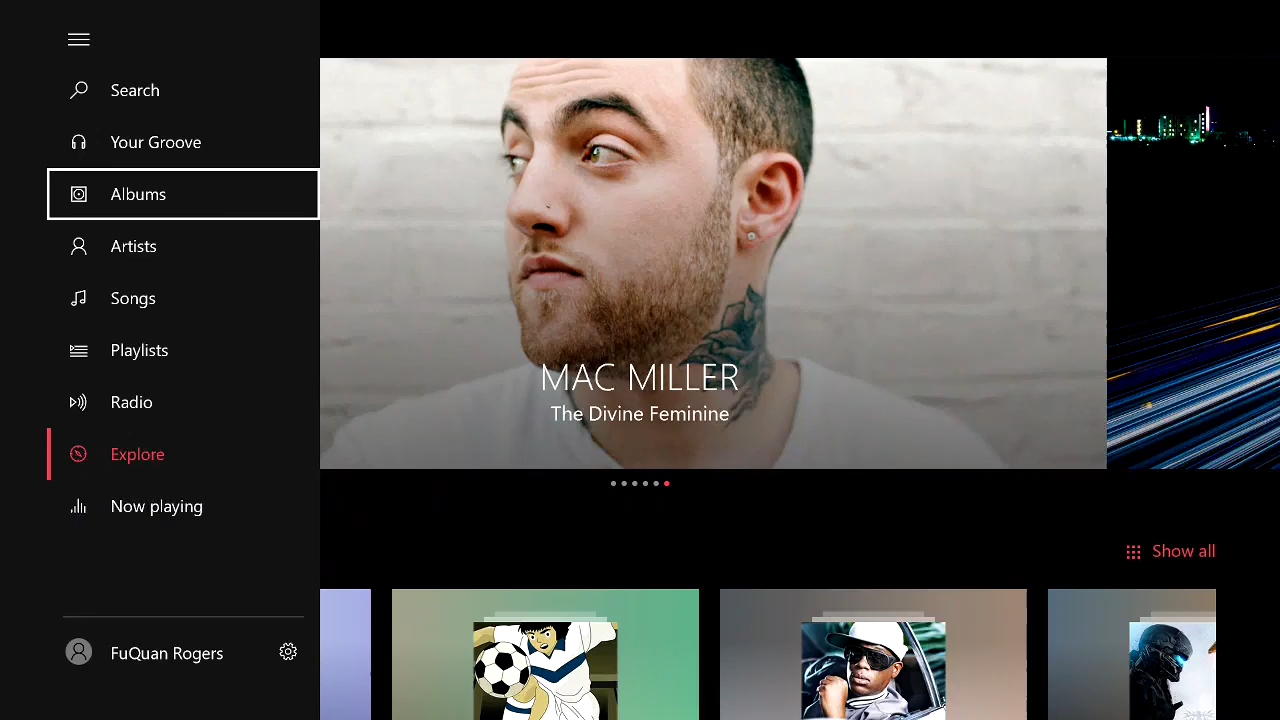 Search
Your Groove
Albums
Artists
Songs
Playlists
Radio
Explore
Now playing
FuQuan Rogers
MAC MILLER
The Divine Feminine
Show all